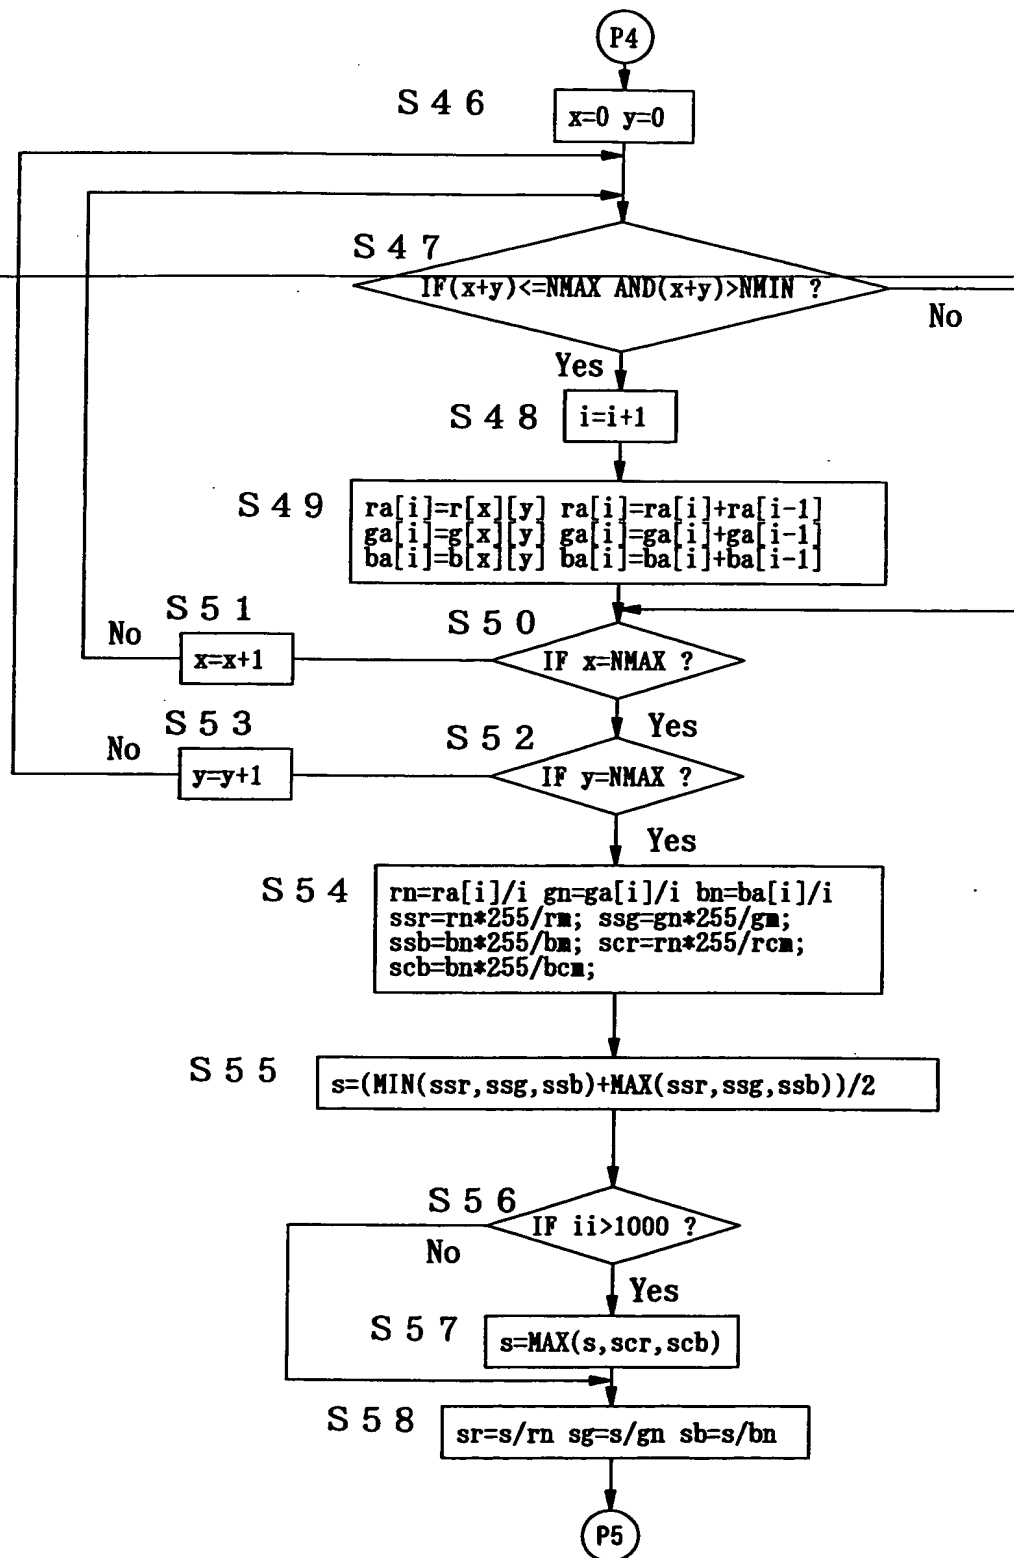 P4
S46
x=0 y=0
S47
IF(x+y)<=NMAX AND(x+y)>NMIN ?
No
Yes
S48
i=i+1
S49
ra[i]=r[x][y] ra[i]=ra[i]+ra[i-1]
ga[i]=g[x][y] ga[i]=ga[i]+ga[i-1]
ba[i]=b[x][y] ba[i]=ba[i]+ba[i-1]
S51
No
x=x+1
S50
IF x=NMAX ?
Yes
S53
No
y=y+1
S52
IF y=NMAX ?
Yes
S54
rn=ra[i]/i gn=ga[i]/i bn=ba[i]/i
ssr=rn*255/rm; ssg=gn*255/gm;
ssb=bn*255/bm; scr=rn*255/rcm;
scb=bn*255/bcm;
S55
s=(MIN(ssr,ssg,ssb)+MAX(ssr,ssg,ssb))/2
S56
IF ii>1000 ?
No
Yes
S57
s=MAX(s,scr,scb)
S58
sr=s/rn sg=s/gn sb=s/bn
P5